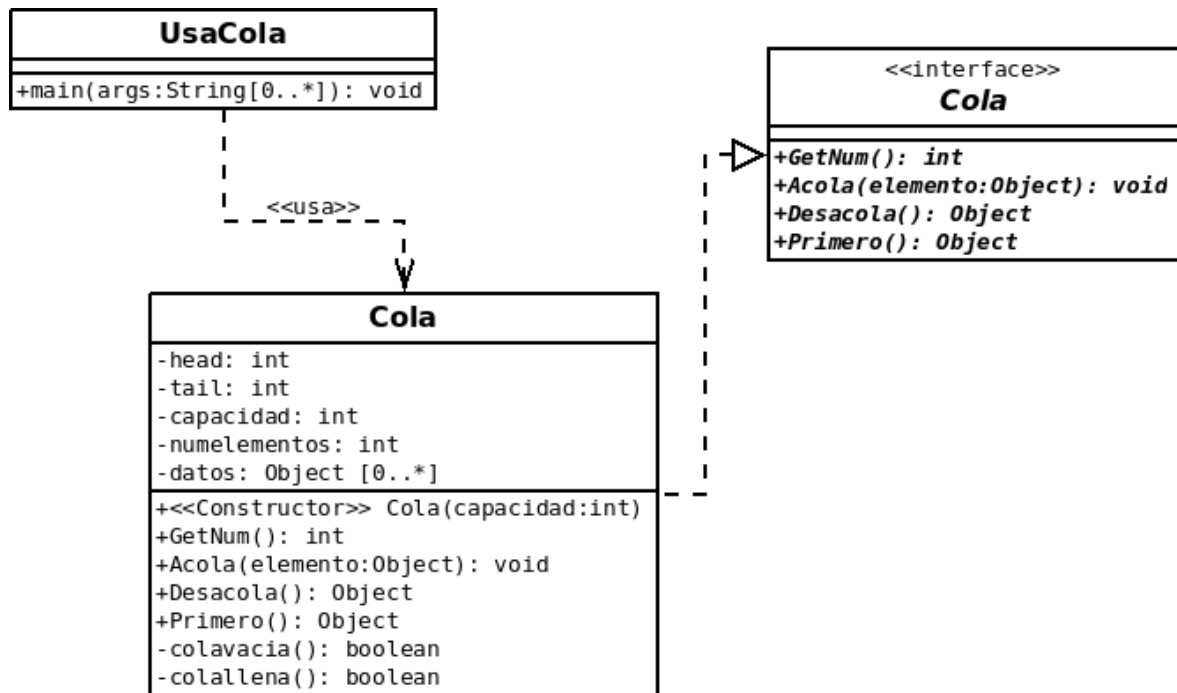 UsaCola
+main(args:String[0..*]): void
<<usa>>
<<interface>>
Cola
+GetNum(): int
+Acola(elemento:Object): void
+Desacola(): Object
+Primero(): Object
Cola
-head: int
-tail: int
-capacidad: int
-numelementos: int
-datos: Object [0..*]
+<<Constructor>> Cola(capacidad:int)
+GetNum(): int
+Acola(elemento:Object): void
+Desacola(): Object
+Primero(): Object
-colavacia(): boolean
-colallena(): boolean